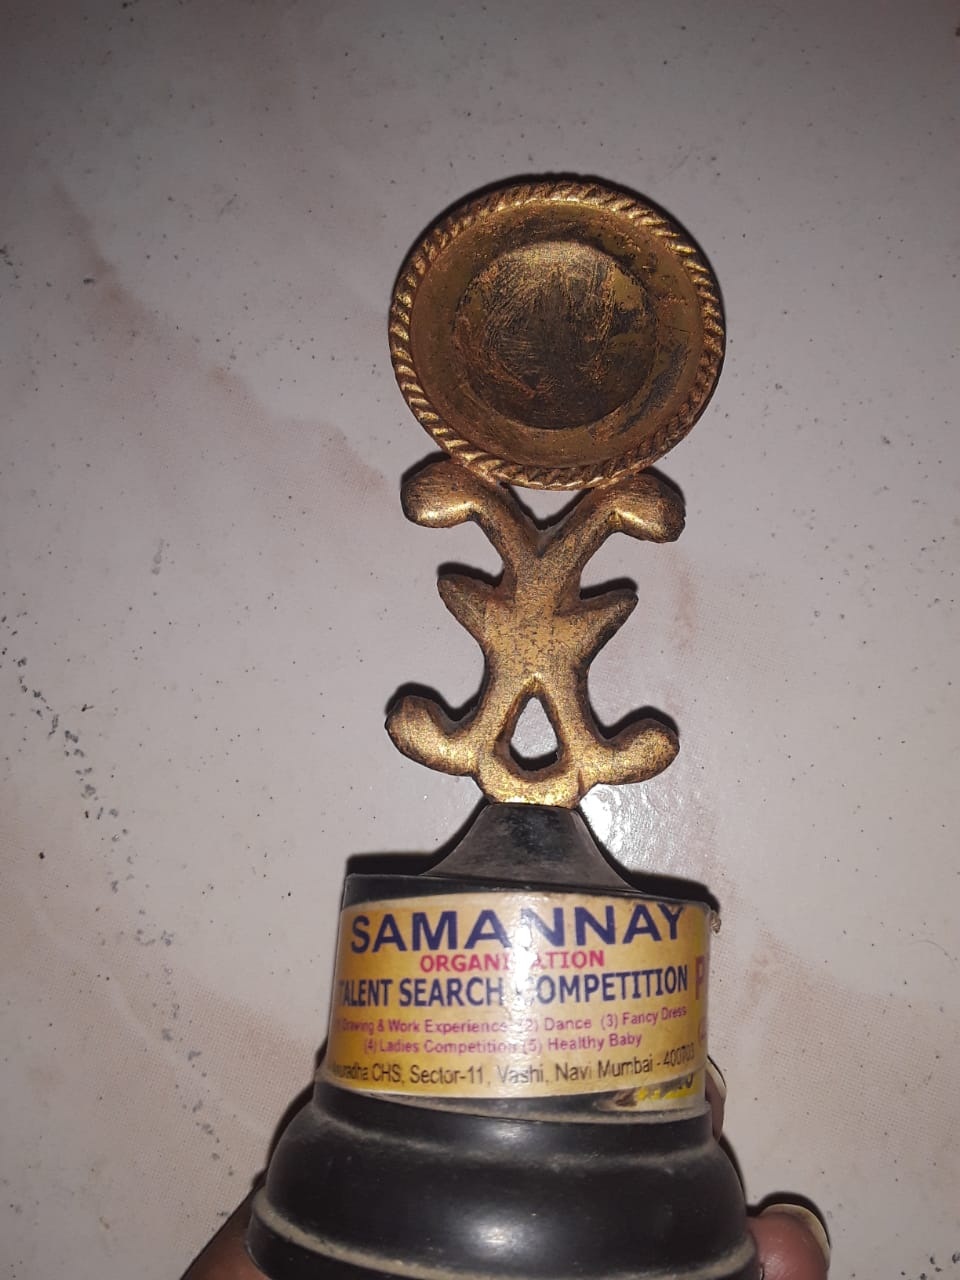 SAMANNAY
ORGANISATION
TALENT SEARCH COMPETITION
Drawing & Work Experience (2) Dance (3) Fancy Dress
(4) Ladies Competition (5) Healthy Baby
CHS, Sector-11, Vashi, Navi Mumbai - 400703